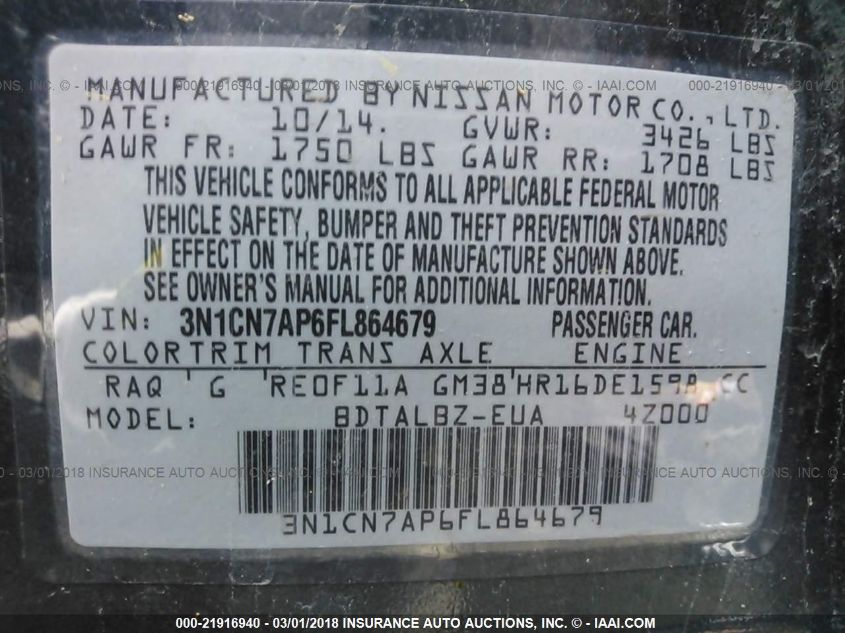 MANUFACTURED BY NISSAN MOTOR CO., LTD.
DATE: 10/14. GVWR: 3426 LBS
GAWR FR: 1750 LBS GAWR RR: 1708 LBS
THIS VEHICLE CONFORMS TO ALL APPLICABLE FEDERAL MOTOR
VEHICLE SAFETY, BUMPER AND THEFT PREVENTION STANDARDS
IN EFFECT ON THE DATE OF MANUFACTURE SHOWN ABOVE.
SEE OWNER'S MANUAL FOR ADDITIONAL INFORMATION.
VIN: 3N1CN7AP6FL864679 PASSENGER CAR.
COLORTRIM TRANS AXLE ENGINE
RAQ G RE0F11A GM38 HR16DE1598 CC
MODEL: BDTALBZ-EUA 4Z000
3N1CN7AP6FL864679
000-21916940 - 03/01/2018 INSURANCE AUTO AUCTIONS, INC. - © IAAI.COM